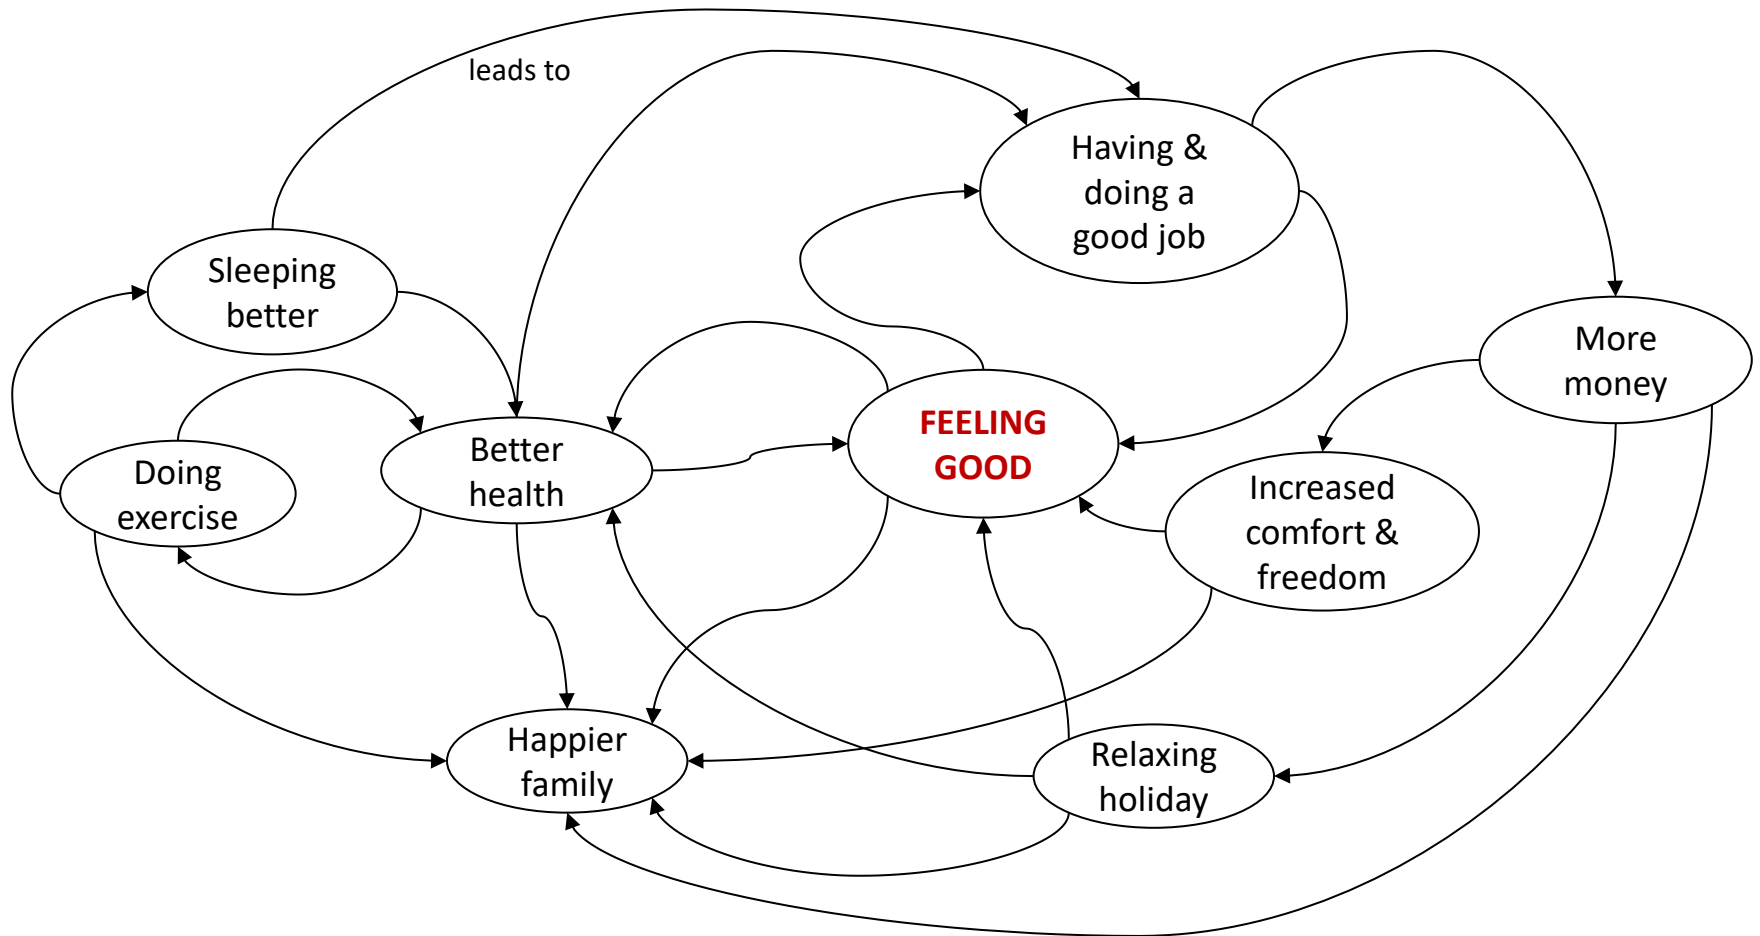 leads to
Having &
doing a
good job
Sleeping
better
More
money
FEELING
GOOD
Better
health
Doing
exercise
Increased
comfort &
freedom
Happier
family
Relaxing
holiday